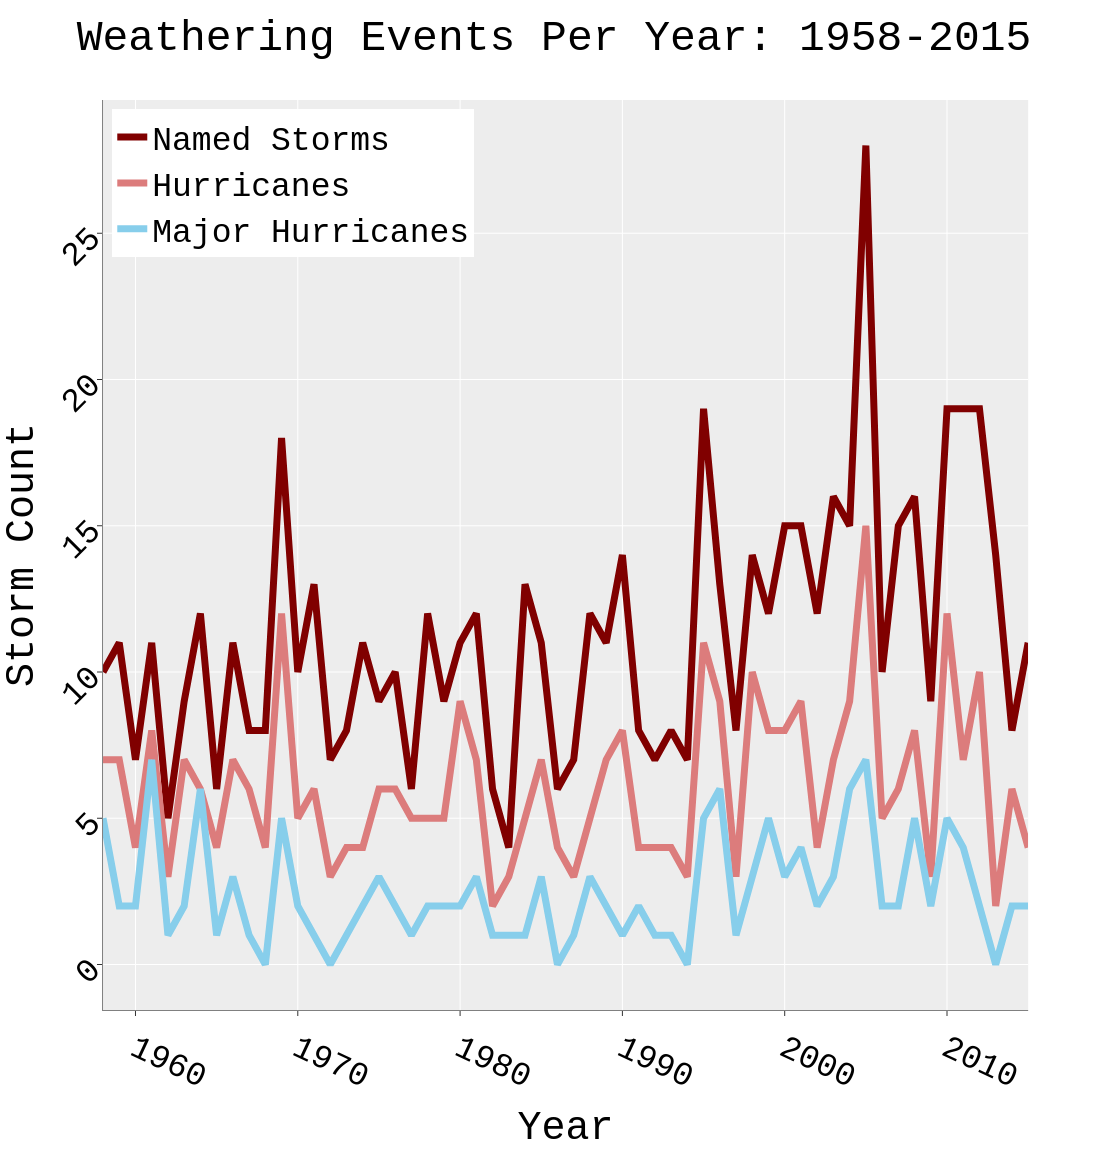 Weathering Events Per Year: 1958-2015
Named Storms
Hurricanes
Major Hurricanes
Storm Count
25
20
15
10
5
0
1960
1970
1980
1990
2000
2010
Year